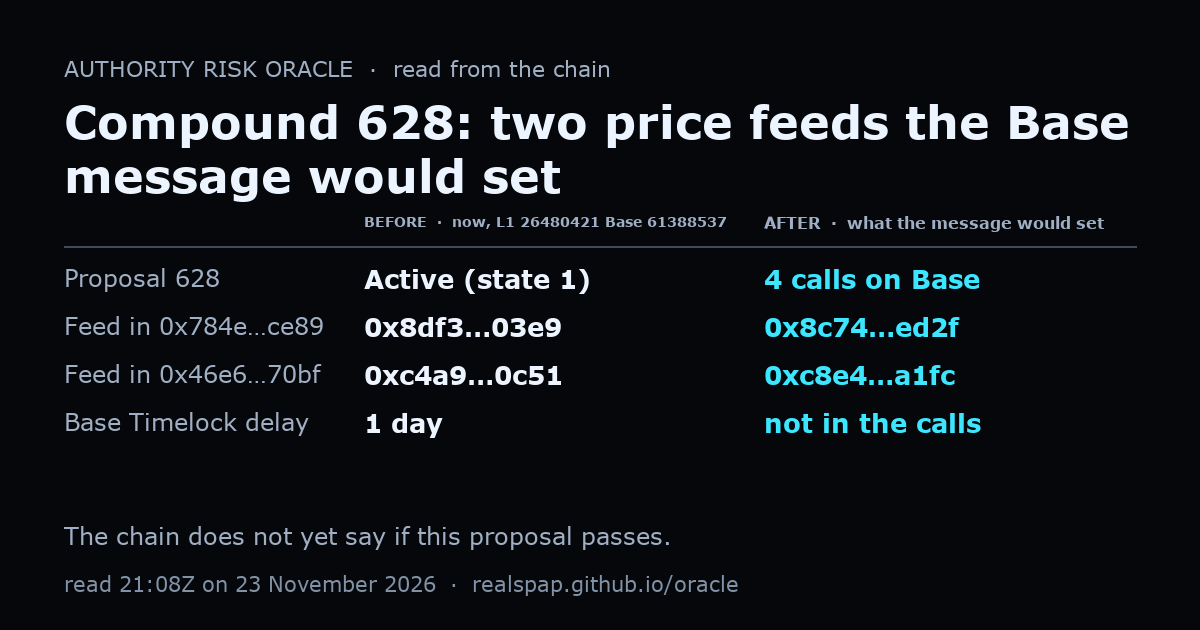 AUTHORITY RISK ORACLE · read from the chain
Compound 628: two price feeds the Base
message would set
BEFORE · now, L1 26480421 Base 61388537 AFTER · what the message would set
Proposal 628 Active (state 1) 4 calls on Base
Feed in 0x784e…ce89 0x8df3…03e9 0x8c74…ed2f
Feed in 0x46e6…70bf 0xc4a9…0c51 0xc8e4…a1fc
Base Timelock delay 1 day not in the calls
The chain does not yet say if this proposal passes.
read 21:08Z on 23 November 2026 · realspap.github.io/oracle